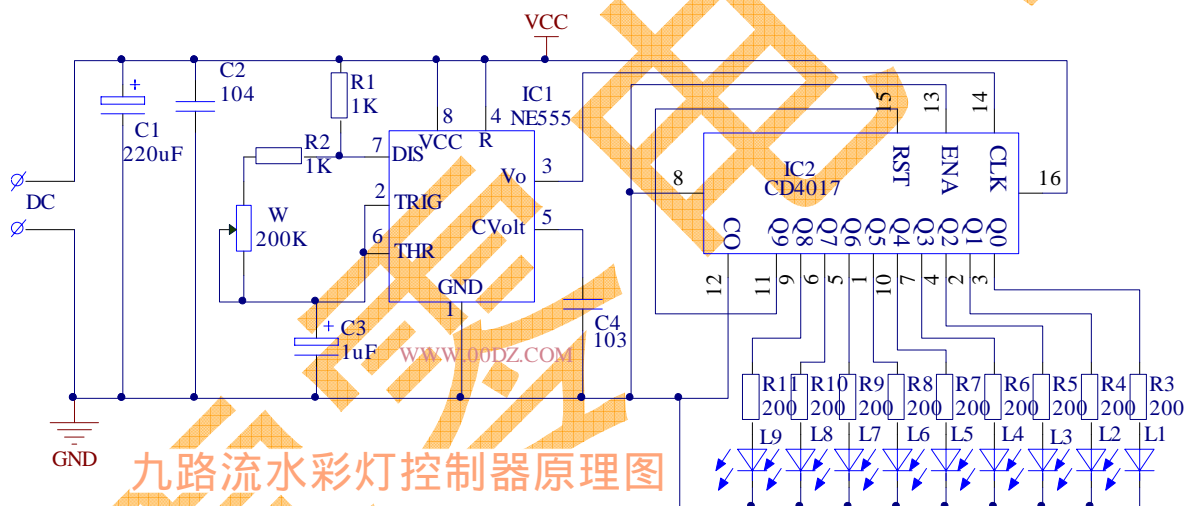 VCC
C2
104
R1
1K
IC1
NE555
C1
220uF
R2
1K
7
8
4
VCC
R
DIS
Vo
3
2
TRIG
CVolt
5
6
THR
GND
1
DC
W
200K
+
+
C3
1uF
C4
103
WWW.00DZ.COM
15
13
14
IC2
CD4017
RST
ENA
CLK
8
16
CO
Q9
Q8
Q7
Q6
Q5
Q4
Q3
Q2
Q1
Q0
12
11
9
6
5
1
10
7
4
2
3
R11
200
R10
200
R9
200
R8
200
R7
200
R6
200
R5
200
R4
200
R3
200
L9
L8
L7
L6
L5
L4
L3
L2
L1
GND
九路流水彩灯控制器原理图